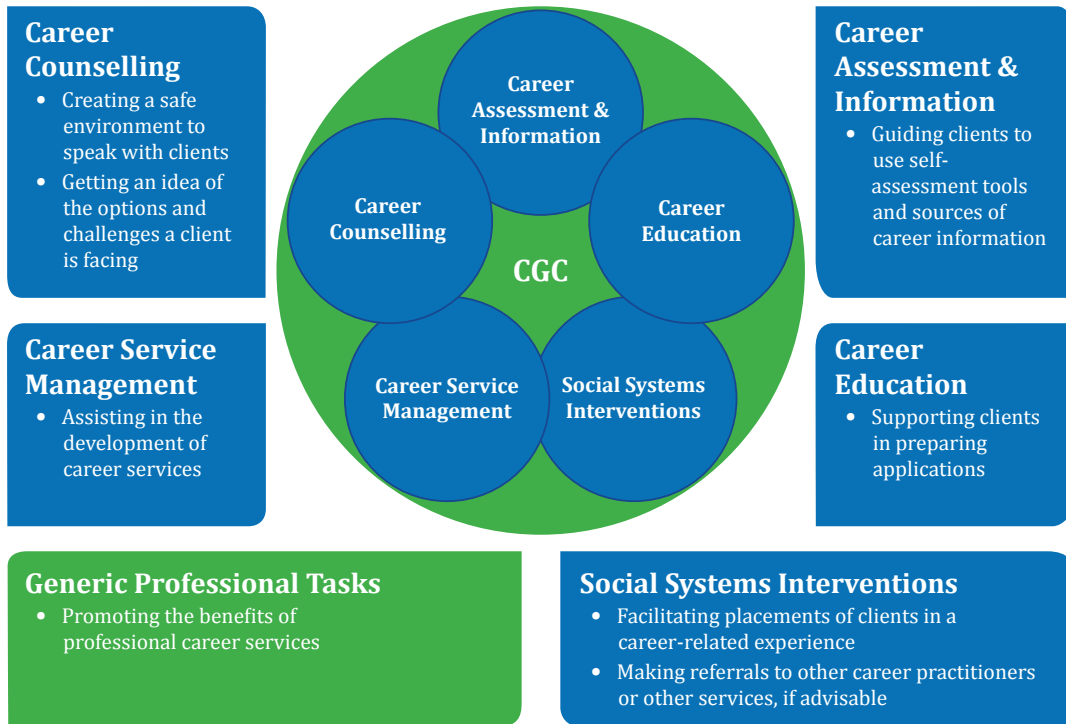 Career
Counselling
• Creating a safe
environment to
speak with clients
• Getting an idea of
the options and
challenges a client
is facing
Career
Assessment &
Information
Career
Counselling
Career
Education
CGC
Career Service
Management
Social Systems
Interventions
Career
Assessment &
Information
• Guiding clients to
use self-
assessment tools
and sources of
career information
Career Service
Management
• Assisting in the
development of
career services
Career
Education
• Supporting clients
in preparing
applications
Generic Professional Tasks
• Promoting the benefits of
professional career services
Social Systems Interventions
• Facilitating placements of clients in a
career-related experience
• Making referrals to other career practitioners
or other services, if advisable